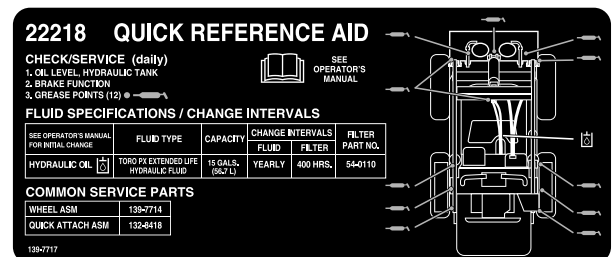 22218 QUICK REFERENCE AID
CHECK/SERVICE (daily)
1. OIL LEVEL, HYDRAULIC TANK
2. BRAKE FUNCTION
3. GREASE POINTS (12)
SEE
OPERATOR'S
MANUAL
FLUID SPECIFICATIONS / CHANGE INTERVALS
SEE OPERATOR'S MANUAL
FOR INITIAL CHANGE
FLUID TYPE
CAPACITY
CHANGE INTERVALS
FLUID
FILTER
FILTER
PART NO.
HYDRAULIC OIL
TORO PX EXTENDED LIFE
HYDRAULIC FLUID
15 GALS.
(56.7 L)
YEARLY
400 HRS.
54-0110
COMMON SERVICE PARTS
WHEEL ASM 139-7714
QUICK ATTACH ASM 132-8418
139-7717